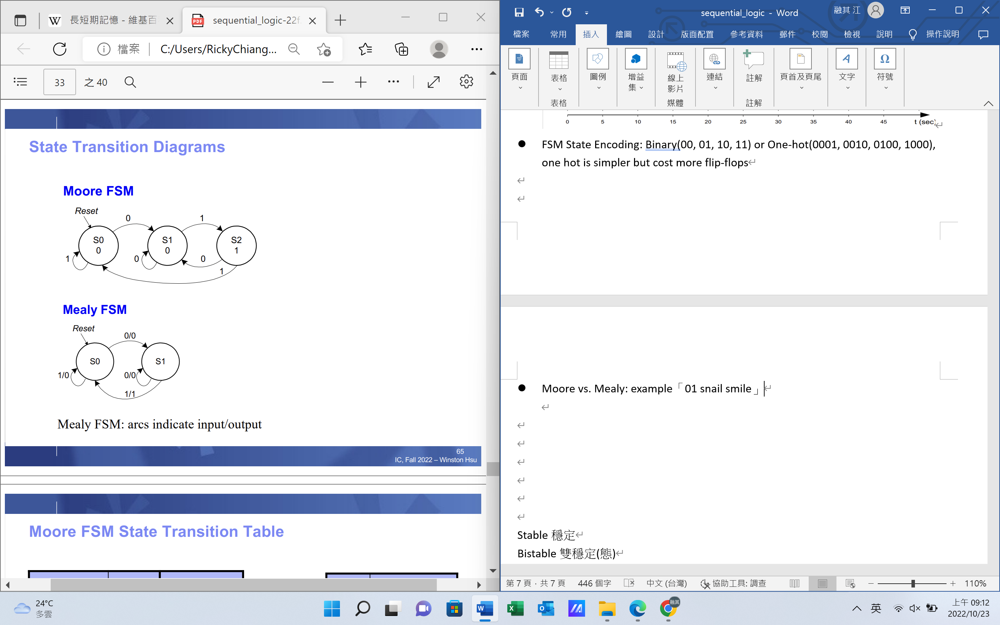 長短期記憶 - 維基百
sequential_logic-22f
檔案
C:/Users/RickyChiang...
33
之 40
State Transition Diagrams
Moore FSM
Reset
0
1
S0
0
S1
0
S2
1
1
0
0
1
Mealy FSM
Reset
0/0
S0
S1
1/0
0/0
1/1
Mealy FSM: arcs indicate input/output
65
IC, Fall 2022 – Winston Hsu
Moore FSM State Transition Table
sequential_logic - Word
融其 江
檔案 常用 插入 繪圖 設計 版面配置 參考資料 郵件 校閱 檢視 說明 操作說明
頁面
表格
圖例
增益
集
線上
影片
連結
註解
頁首及頁尾
文字
符號
表格
媒體
註解
0 5 10 15 20 25 30 35 40 45 t (sec)
● FSM State Encoding: Binary(00, 01, 10, 11) or One-hot(0001, 0010, 0100, 1000),
one hot is simpler but cost more flip-flops
● Moore vs. Mealy: example「01 snail smile」
Stable 穩定
Bistable 雙穩定(態)
第 7 頁，共 7 頁 446 個字 中文 (台灣) 協助工具: 調查 110%
24°C
多雲
英
上午 09:12
2022/10/23